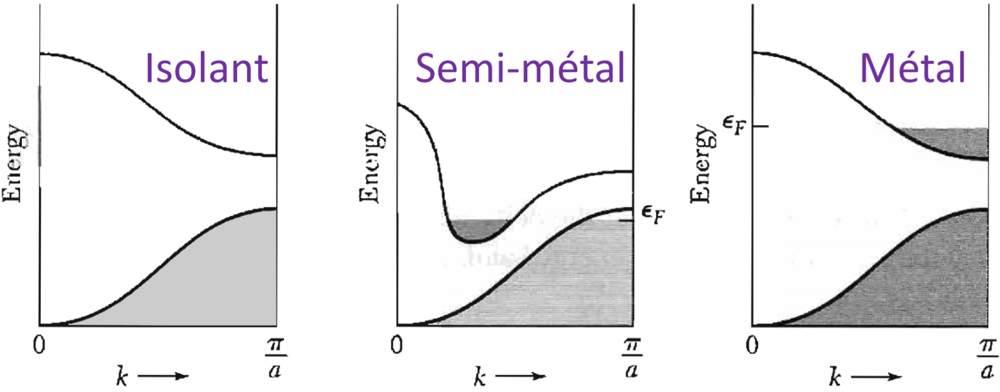 Isolant
Energy
0
π
a
k →
Semi-métal
Energy
ϵF
0
π
a
k →
Métal
Energy
ϵF
0
π
a
k →